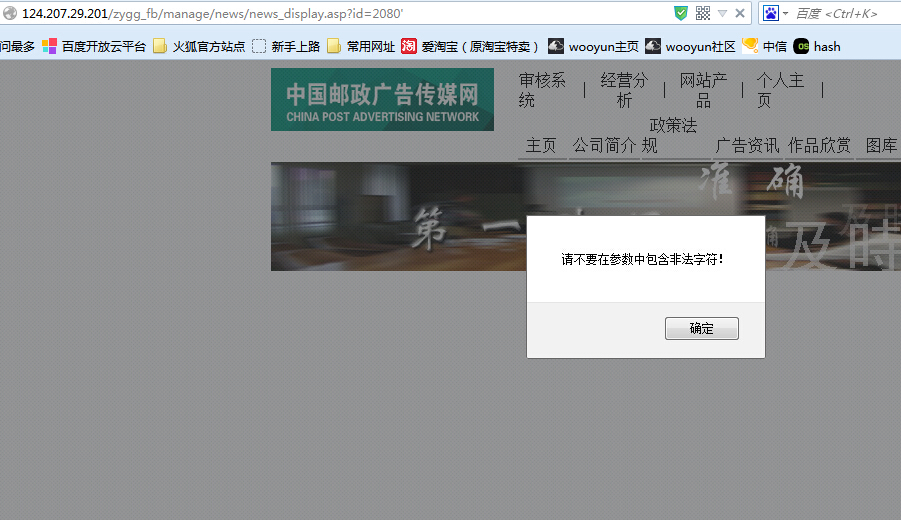 124.207.29.201/zygg_fb/manage/news/news_display.asp?id=2080' 百度 <Ctrl+K>
问最多 百度开放云平台 火狐官方站点 新手上路 常用网址 淘 爱淘宝（原淘宝特卖） wooyun主页 wooyun社区 中信 OS hash
中国邮政广告传媒网
CHINA POST ADVERTISING NETWORK
审核系统 | 经营分析 | 网站产品 | 个人主页 |
主页 公司简介 政策法规 广告资讯 作品欣赏 图库
准 确
第 一
及時
请不要在参数中包含非法字符！
确定